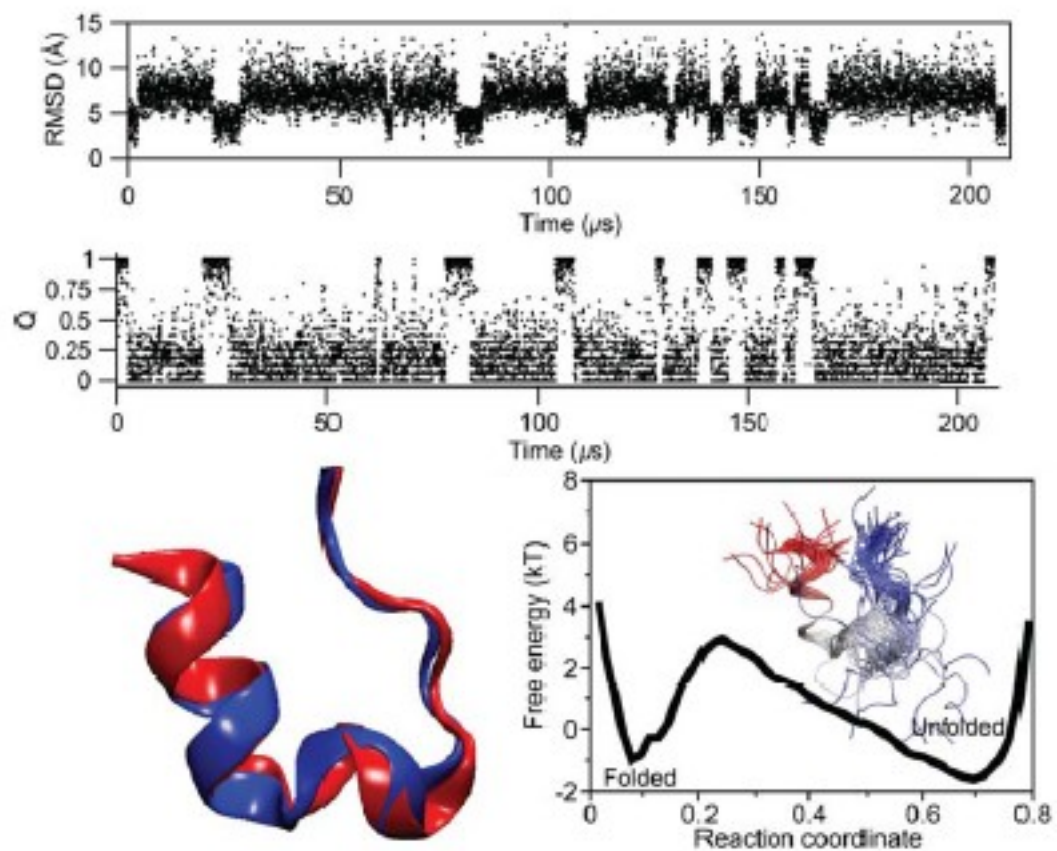 RMSD (Å)
15
10
5
0
0 50 100 150 200
Time (μs)
Q̄
1
0.75
0.5
0.25
0
0 50 100 150 200
Time (μs)
Free energy (kT)
8
6
4
2
0
-2
Folded
Unfolded
0 0.2 0.4 0.6 0.8
Reaction coordinate